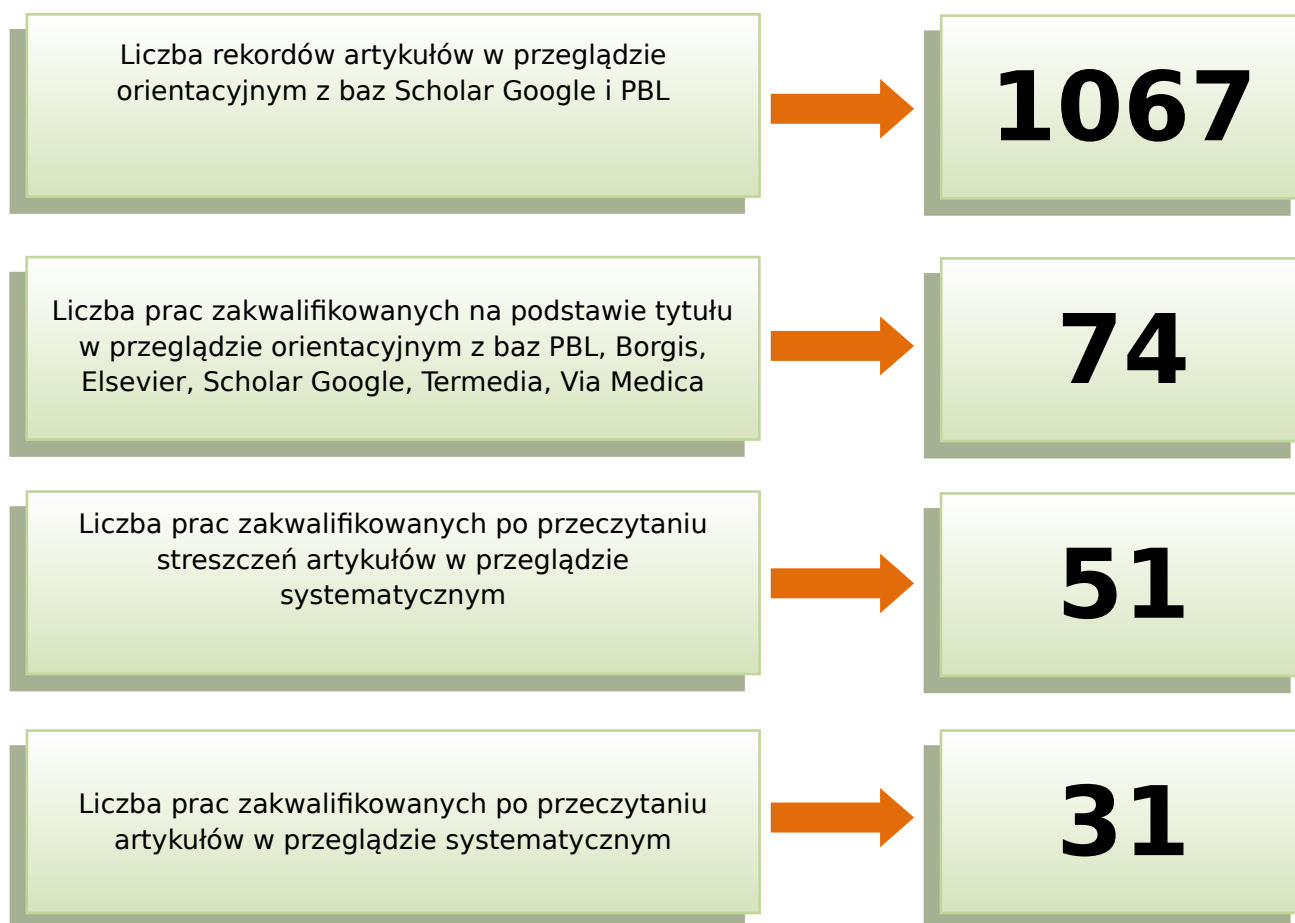 Liczba rekordów artykułów w przeglądzie
orientacyjnym z baz Scholar Google i PBL
1067
Liczba prac zakwalifikowanych na podstawie tytułu
w przeglądzie orientacyjnym z baz PBL, Borgis,
Elsevier, Scholar Google, Termedia, Via Medica
74
Liczba prac zakwalifikowanych po przeczytaniu
streszczeń artykułów w przeglądzie
systematycznym
51
Liczba prac zakwalifikowanych po przeczytaniu
artykułów w przeglądzie systematycznym
31